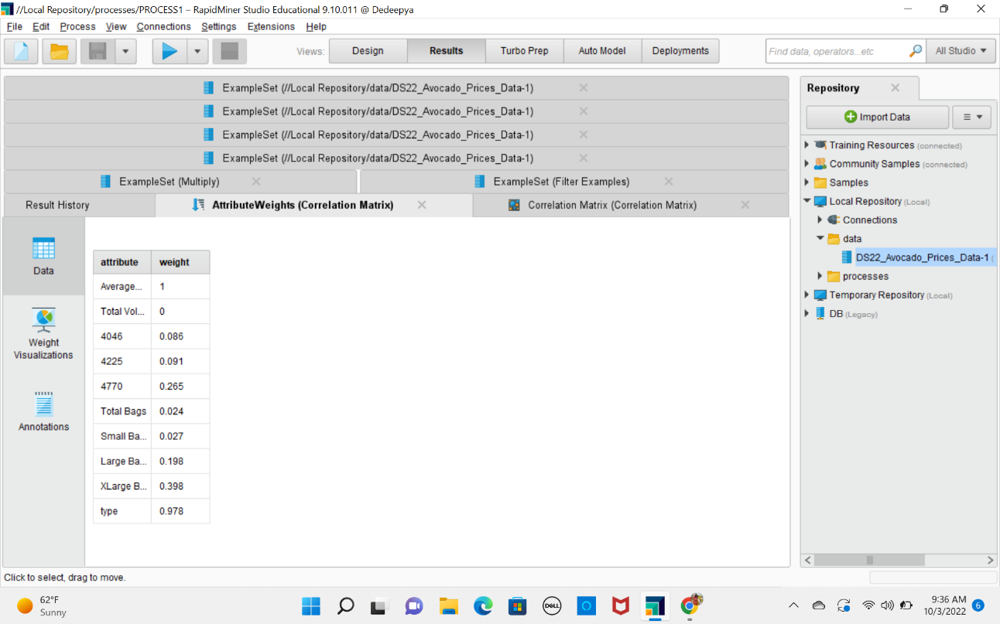 //Local Repository/processes/PROCESS1 – RapidMiner Studio Educational 9.10.011 @ Dedeepya
File Edit Process View Connections Settings Extensions Help
Views: Design Results Turbo Prep Auto Model Deployments Find data, operators...etc All Studio
ExampleSet (//Local Repository/data/DS22_Avocado_Prices_Data-1)
ExampleSet (//Local Repository/data/DS22_Avocado_Prices_Data-1)
ExampleSet (//Local Repository/data/DS22_Avocado_Prices_Data-1)
ExampleSet (//Local Repository/data/DS22_Avocado_Prices_Data-1)
ExampleSet (Multiply) ExampleSet (Filter Examples)
Result History AttributeWeights (Correlation Matrix) Correlation Matrix (Correlation Matrix)
Data
Weight
Visualizations
Annotations
attribute weight
Average... 1
Total Vol... 0
4046 0.086
4225 0.091
4770 0.265
Total Bags 0.024
Small Ba... 0.027
Large Ba... 0.198
XLarge B... 0.398
type 0.978
Repository
Import Data
Training Resources (connected)
Community Samples (connected)
Samples
Local Repository (Local)
Connections
data
DS22_Avocado_Prices_Data-1 (
processes
Temporary Repository (Local)
DB (Legacy)
Click to select, drag to move.
62°F
Sunny
DELL
9:36 AM
10/3/2022
6